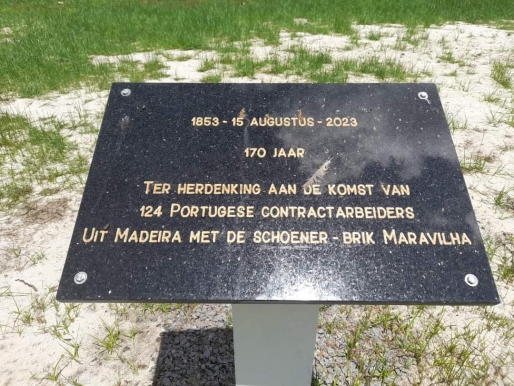 1853 - 15 AUGUSTUS - 2023
170 JAAR
TER HERDENKING AAN DE KOMST VAN
124 PORTUGESE CONTRACTARBEIDERS
UIT MADEIRA MET DE SCHOENER - BRIK MARAVILHA